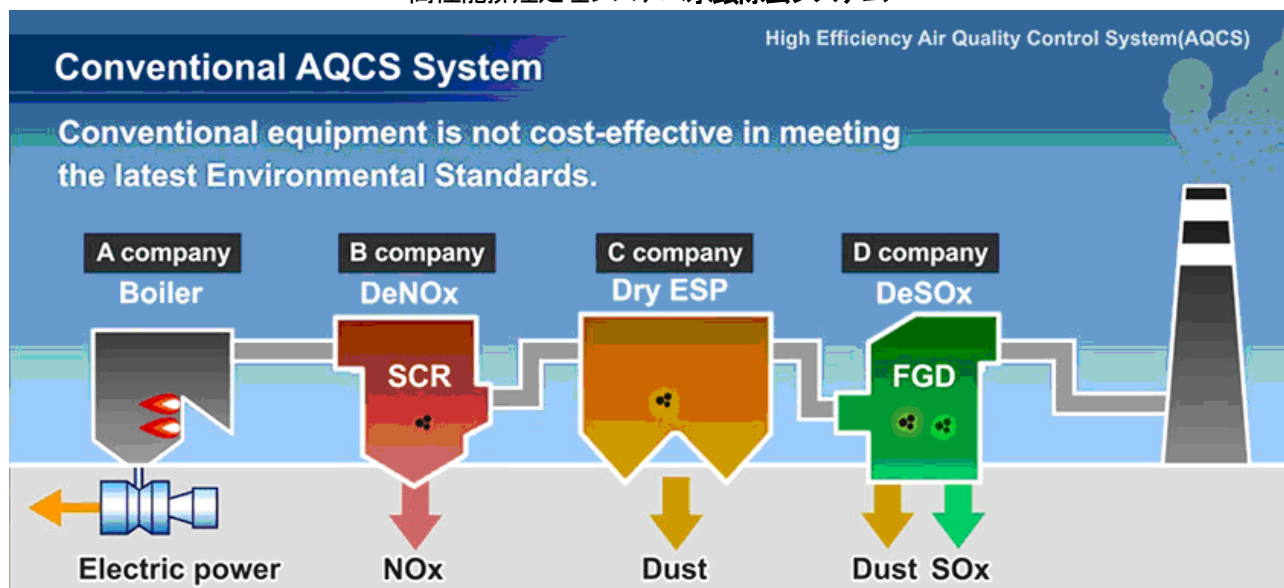 High Efficiency Air Quality Control System(AQCS)
Conventional AQCS System
Conventional equipment is not cost-effective in meeting
the latest Environmental Standards.
A company
B company
C company
D company
Boiler
DeNOx
Dry ESP
DeSOx
SCR
FGD
Electric power
NOx
Dust
Dust
SOx